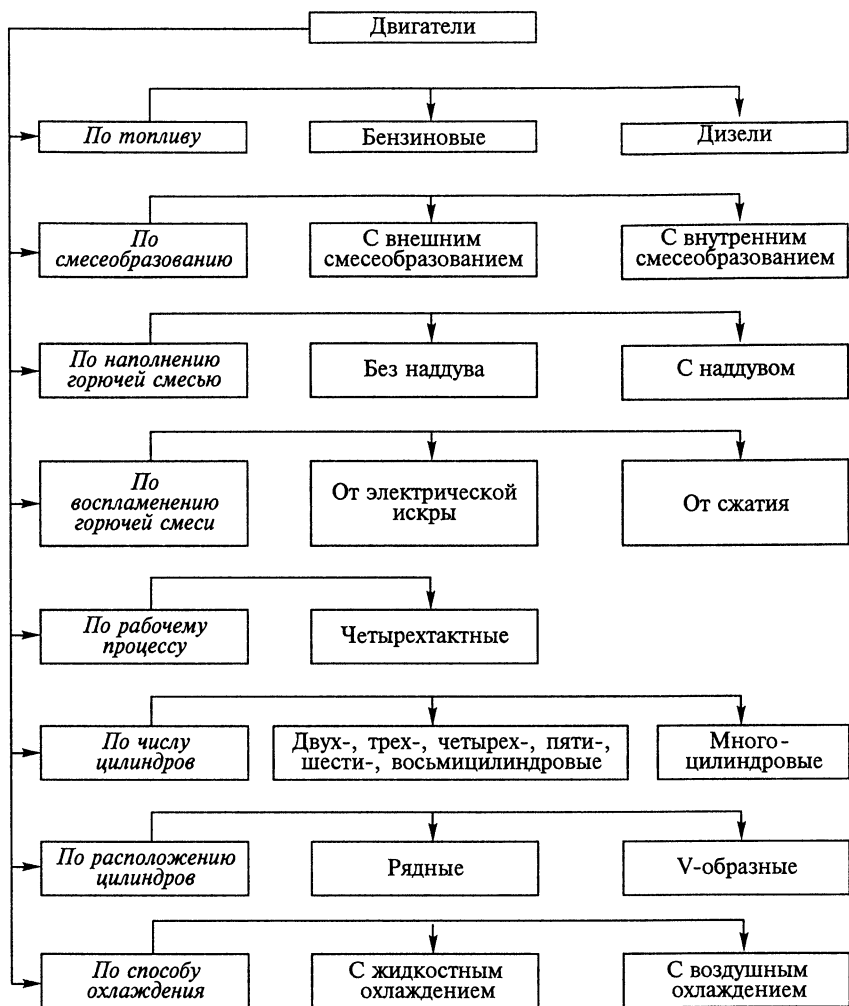 Двигатели
По топливу
Бензиновые
Дизели
По
смесеобразованию
С внешним
смесеобразованием
С внутренним
смесеобразованием
По наполнению
горючей смесью
Без наддува
С наддувом
По
воспламенению
горючей смеси
От электрической
искры
От сжатия
По рабочему
процессу
Четырехтактные
По числу
цилиндров
Двух-, трех-, четырех-, пяти-,
шести-, восьмицилиндровые
Много-
цилиндровые
По расположению
цилиндров
Рядные
V-образные
По способу
охлаждения
С жидкостным
охлаждением
С воздушным
охлаждением